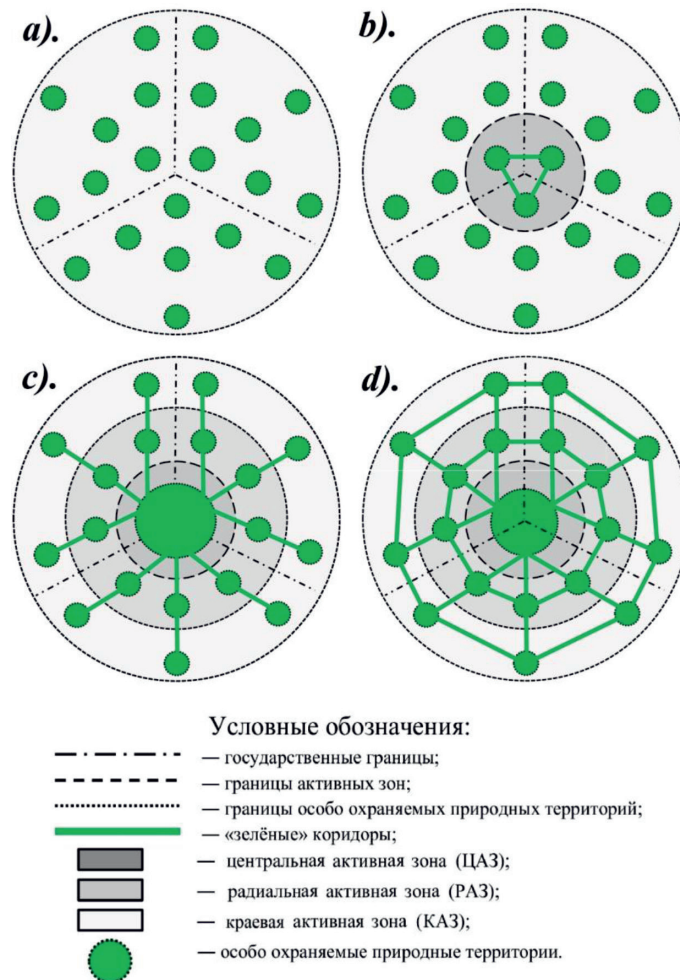 a).
b).
c).
d).
Условные обозначения:
— государственные границы;
— границы активных зон;
— границы особо охраняемых природных территорий;
— «зелёные» коридоры;
— центральная активная зона (ЦАЗ);
— радиальная активная зона (РАЗ);
— краевая активная зона (КАЗ);
— особо охраняемые природные территории.